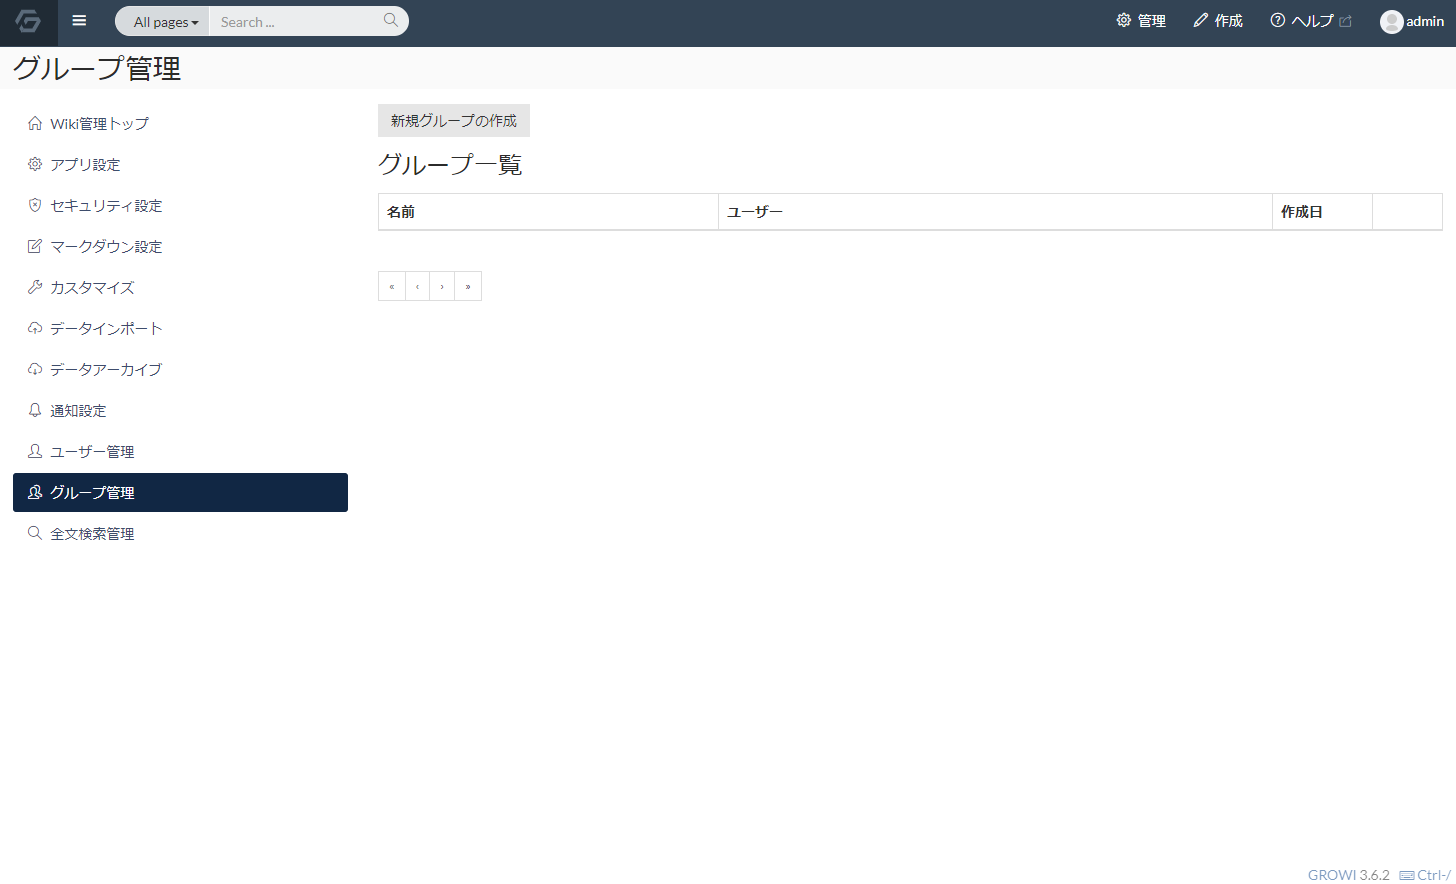 All pages Search ... 管理 作成 ヘルプ admin
グループ管理
Wiki管理トップ
アプリ設定
セキュリティ設定
マークダウン設定
カスタマイズ
データインポート
データアーカイブ
通知設定
ユーザー管理
グループ管理
全文検索管理
新規グループの作成
グループ一覧
名前 ユーザー 作成日
« ‹ › »
GROWI 3.6.2 Ctrl-/